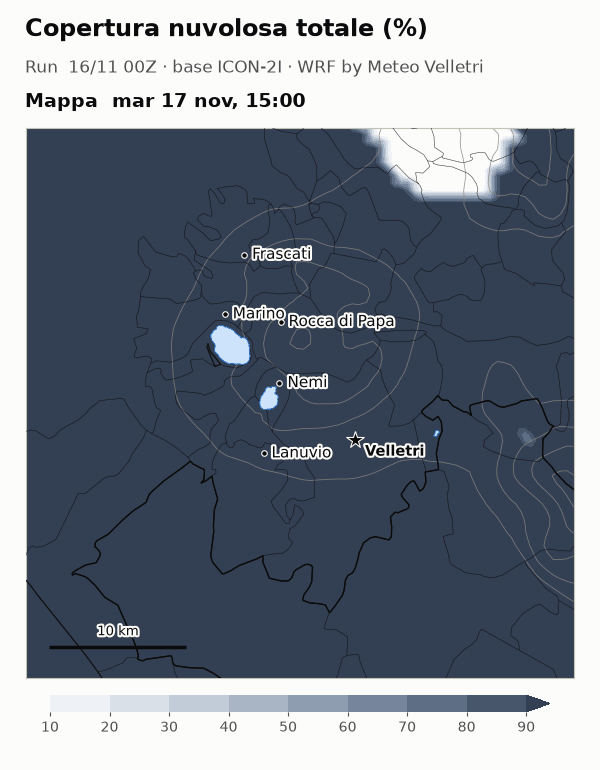 Copertura nuvolosa totale (%)
Run  16/11 00Z · base ICON-2I · WRF by Meteo Velletri
Mappa  mar 17 nov, 15:00
Frascati
Marino
Rocca di Papa
Nemi
Velletri
Lanuvio
10 km
10 20 30 40 50 60 70 80 90